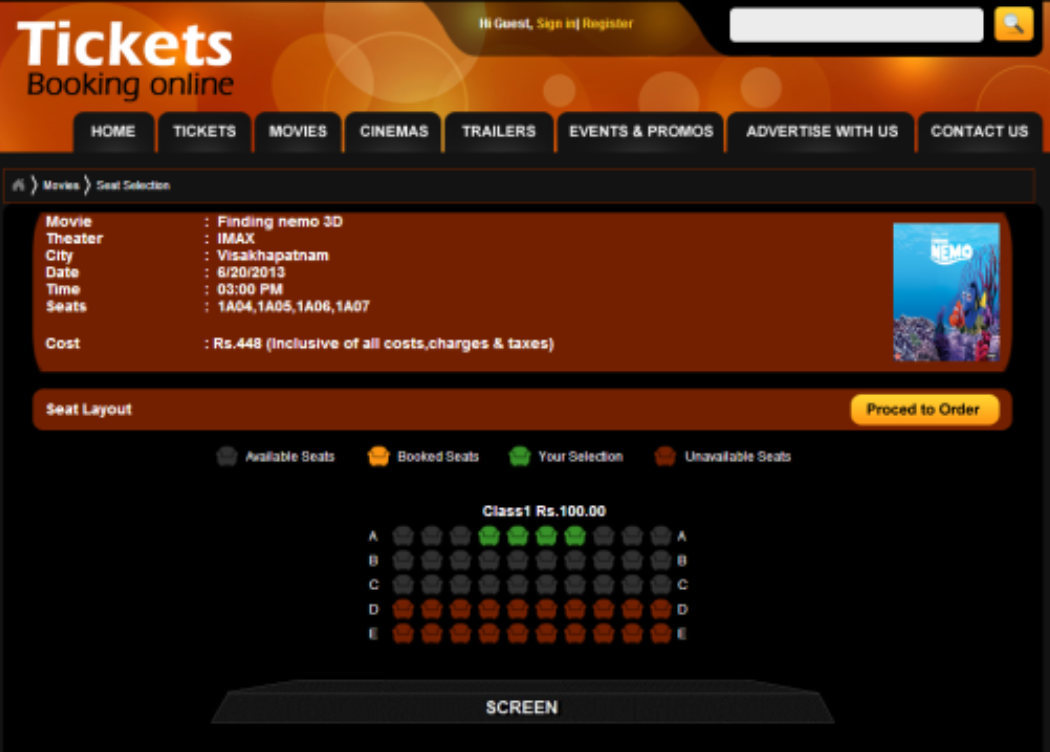 Tickets
Booking online
Hi Guest, Sign in| Register
HOME TICKETS MOVIES CINEMAS TRAILERS EVENTS & PROMOS ADVERTISE WITH US CONTACT US
Movies Seat Selection
Movie : Finding nemo 3D
Theater : IMAX
City : Visakhapatnam
Date : 6/20/2013
Time : 03:00 PM
Seats : 1A04,1A05,1A06,1A07
Cost : Rs.448 (Inclusive of all costs,charges & taxes)
NEMO
Seat Layout Proced to Order
Available Seats Booked Seats Your Selection Unavailable Seats
Class1 Rs.100.00
A A
B B
C C
D D
E E
SCREEN